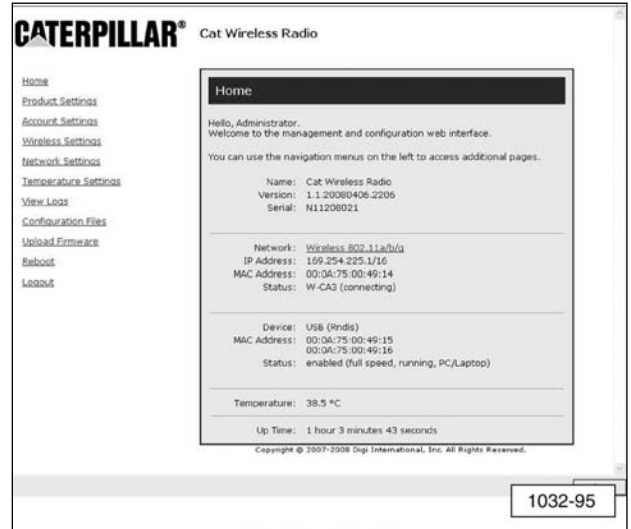 CATERPILLAR®
Cat Wireless Radio
Home
Product Settings
Account Settings
Wireless Settings
Network Settings
Temperature Settings
View Logs
Configuration Files
Upload Firmware
Reboot
Logout
Home
Hello, Administrator.
Welcome to the management and configuration web interface.
You can use the navigation menus on the left to access additional pages.
Name: Cat Wireless Radio
Version: 1.1.20080406.2206
Serial: N11208021
Network: Wireless 802.11a/b/g
IP Address: 169.254.225.1/16
MAC Address: 00:0A:75:00:49:14
Status: W-CA3 (connecting)
Device: USB (Rndis)
MAC Address: 00:0A:75:00:49:15
00:0A:75:00:49:16
Status: enabled (full speed, running, PC/Laptop)
Temperature: 38.5 °C
Up Time: 1 hour 3 minutes 43 seconds
Copyright © 2007-2008 Digi International, Inc. All Rights Reserved.
1032-95